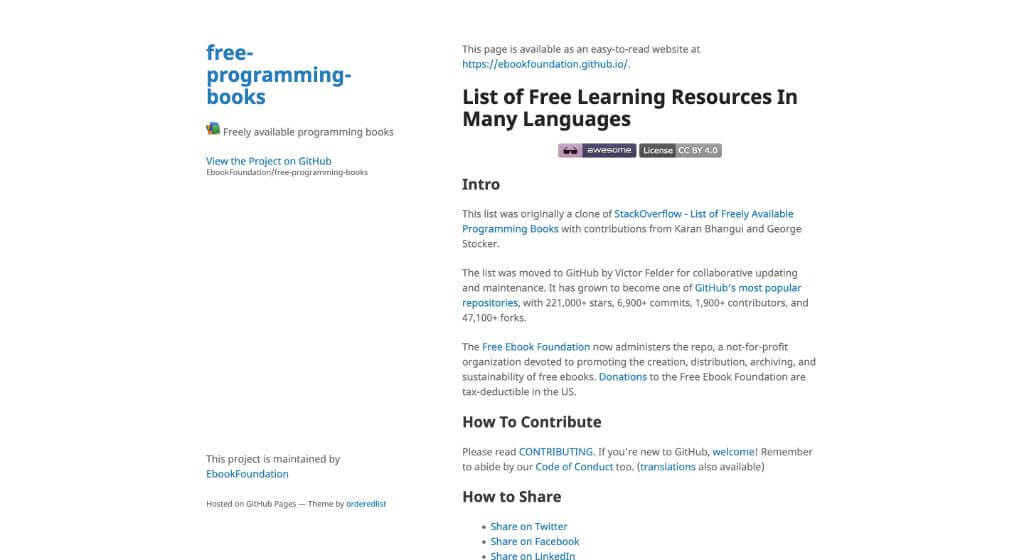 free-
programming-
books
Freely available programming books
View the Project on GitHub
EbookFoundation/free-programming-books
This project is maintained by
EbookFoundation
Hosted on GitHub Pages — Theme by orderedlist
This page is available as an easy-to-read website at
https://ebookfoundation.github.io/.
List of Free Learning Resources In
Many Languages
awesome License CC BY 4.0
Intro
This list was originally a clone of StackOverflow - List of Freely Available
Programming Books with contributions from Karan Bhangui and George
Stocker.
The list was moved to GitHub by Victor Felder for collaborative updating
and maintenance. It has grown to become one of GitHub's most popular
repositories, with 221,000+ stars, 6,900+ commits, 1,900+ contributors, and
47,100+ forks.
The Free Ebook Foundation now administers the repo, a not-for-profit
organization devoted to promoting the creation, distribution, archiving, and
sustainability of free ebooks. Donations to the Free Ebook Foundation are
tax-deductible in the US.
How To Contribute
Please read CONTRIBUTING. If you're new to GitHub, welcome! Remember
to abide by our Code of Conduct too. (translations also available)
How to Share
• Share on Twitter
• Share on Facebook
• Share on LinkedIn